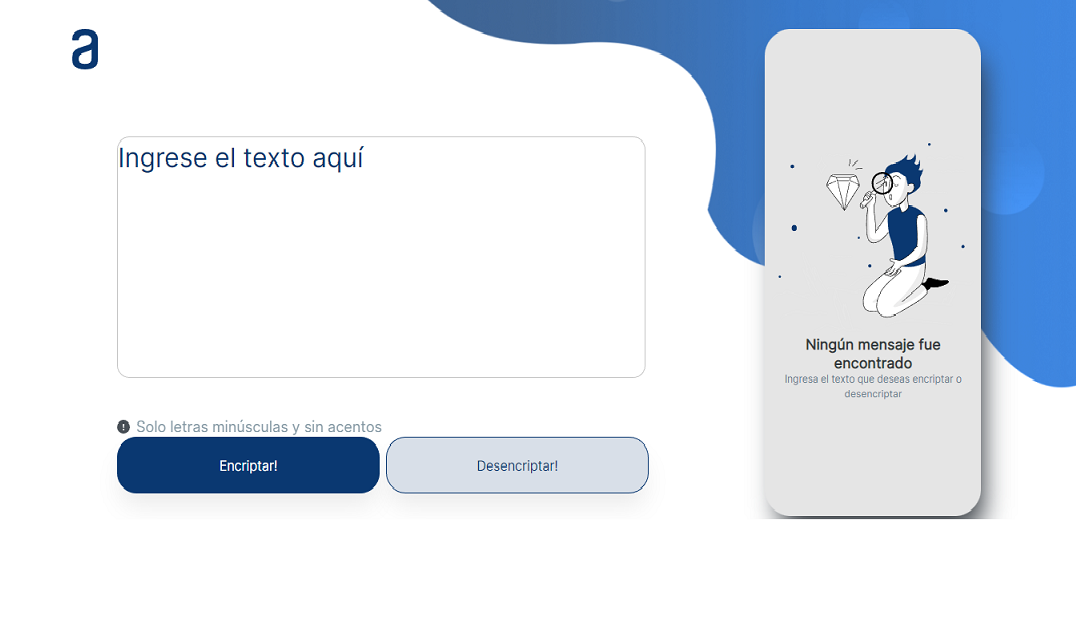 a
Ingrese el texto aquí
Solo letras minúsculas y sin acentos
Encriptar!
Desencriptar!
Ningún mensaje fue
encontrado
Ingresa el texto que deseas encriptar o
desencriptar